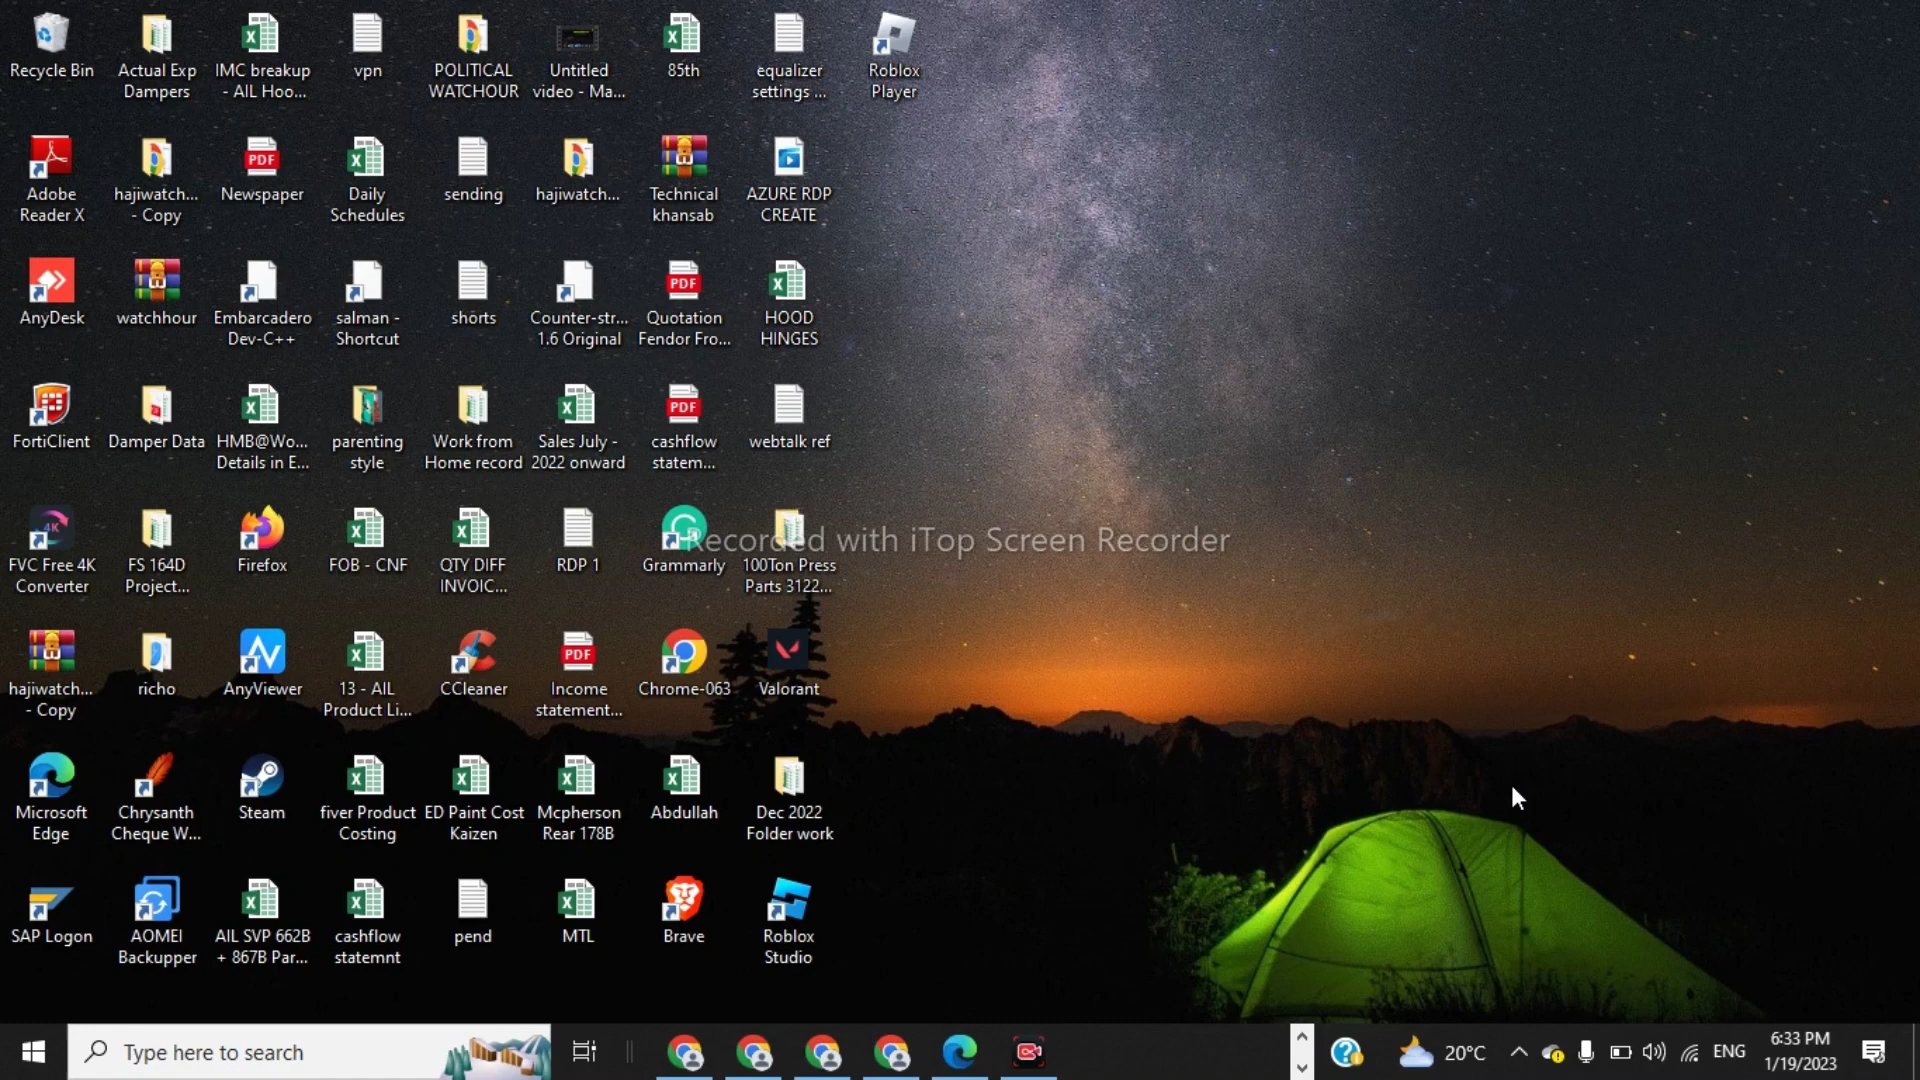 Recycle Bin
Actual Exp
Dampers
IMC breakup
- AIL Hoo...
vpn
POLITICAL
WATCHOUR
Untitled
video - Ma...
85th
equalizer
settings ...
Roblox
Player
Adobe
Reader X
hajiwatch...
- Copy
PDF
Newspaper
Daily
Schedules
sending
hajiwatch...
Technical
khansab
AZURE RDP
CREATE
AnyDesk
watchhour
Embarcadero
Dev-C++
salman -
Shortcut
shorts
Counter-str...
1.6 Original
PDF
Quotation
Fendor Fro...
HOOD
HINGES
FortiClient
Damper Data
HMB@Wo...
Details in E...
parenting
style
Work from
Home record
Sales July -
2022 onward
PDF
cashflow
statem...
webtalk ref
4K
FVC Free 4K
Converter
FS 164D
Project...
Firefox
FOB - CNF
QTY DIFF
INVOIC...
RDP 1
Grammarly
100Ton Press
Parts 3122...
Recorded with iTop Screen Recorder
hajiwatch...
- Copy
richo
AnyViewer
13 - AIL
Product Li...
CCleaner
PDF
Income
statement...
Chrome-063
Valorant
Microsoft
Edge
Chrysanth
Cheque W...
Steam
fiver Product
Costing
ED Paint Cost
Kaizen
Mcpherson
Rear 178B
Abdullah
Dec 2022
Folder work
SAP Logon
AOMEI
Backupper
AIL SVP 662B
+ 867B Par...
cashflow
statemnt
pend
MTL
Brave
Roblox
Studio
Type here to search
20°C
ENG
6:33 PM
1/19/2023